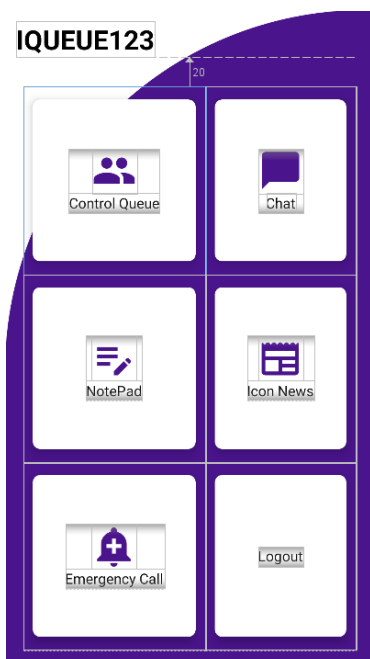 IQUEUE123
20
Control Queue
Chat
NotePad
Icon News
Emergency Call
Logout